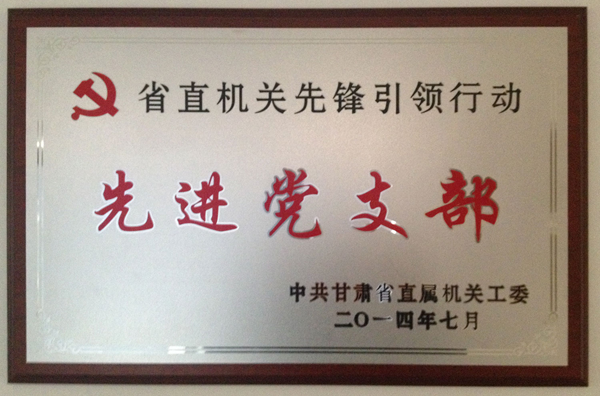 省直机关先锋引领行动
先进党支部
中共甘肃省直属机关工委
二〇一四年七月